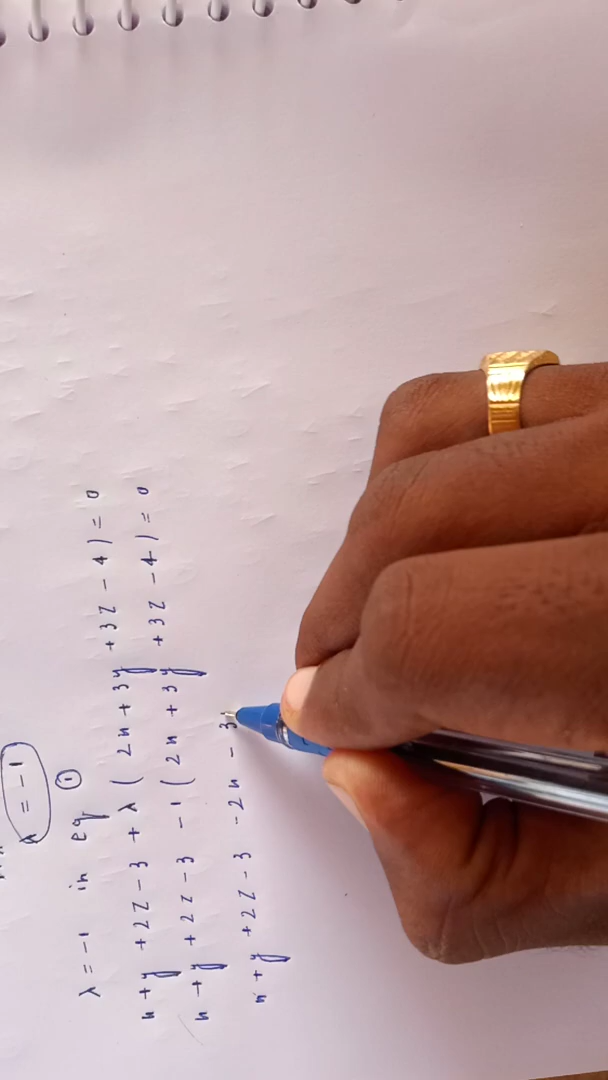 λ = -1
λ = -1 in eq ①
x + y + 2z - 3 + λ ( 2x + 3y + 3z - 4 ) = 0
x + y + 2z - 3 - 1 ( 2x + 3y + 3z - 4 ) = 0
x + y + 2z - 3 - 2x - 3